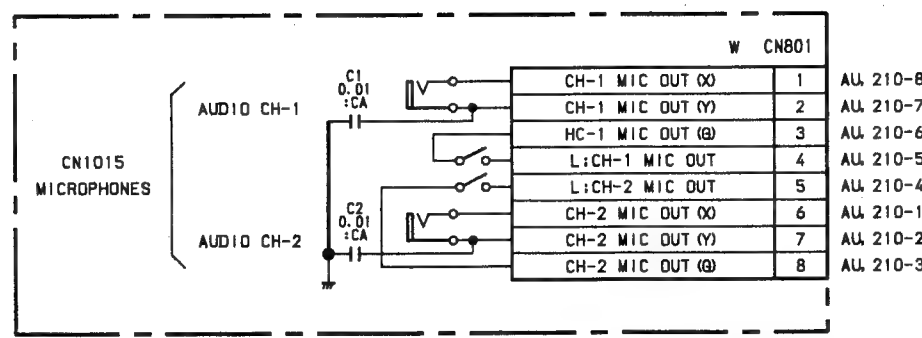 W CN801
C1
0.01
:CA
CH-1 MIC OUT (X) 1 AU, 210-8
AUDIO CH-1
CH-1 MIC OUT (Y) 2 AU, 210-7
HC-1 MIC OUT (G) 3 AU, 210-6
CN1015
MICROPHONES
L:CH-1 MIC OUT 4 AU, 210-5
L:CH-2 MIC OUT 5 AU, 210-4
C2
0.01
:CA
CH-2 MIC OUT (X) 6 AU, 210-1
AUDIO CH-2
CH-2 MIC OUT (Y) 7 AU, 210-2
CH-2 MIC OUT (G) 8 AU, 210-3